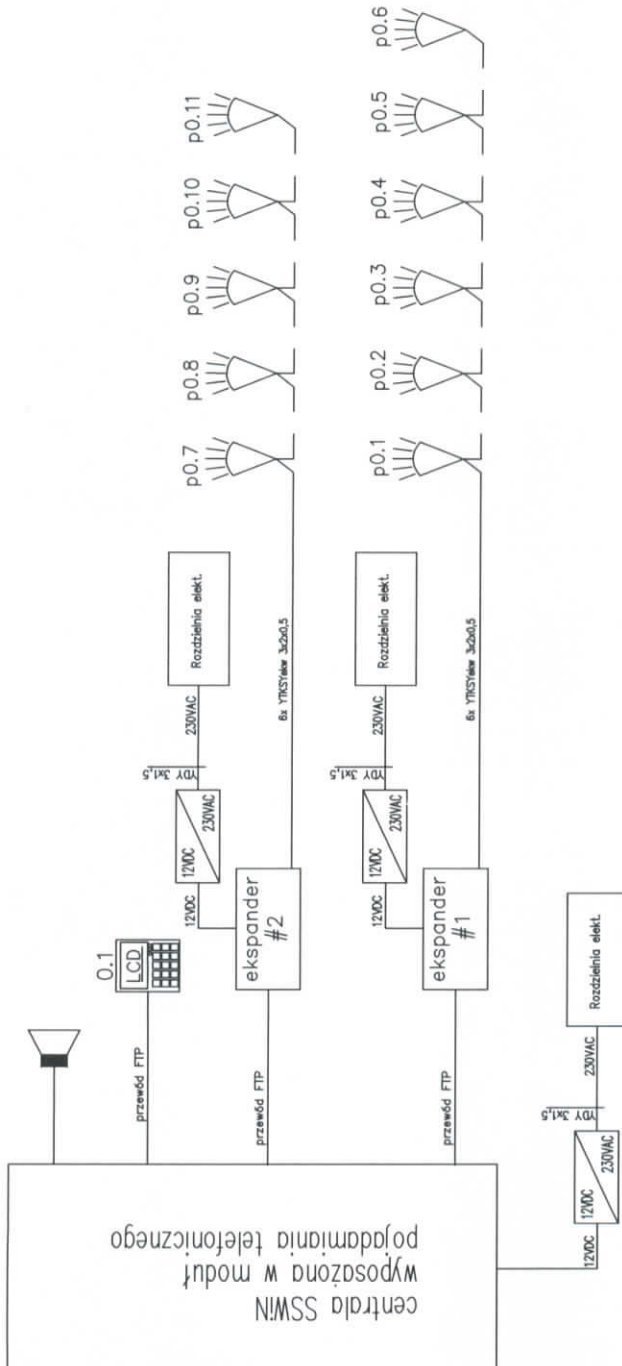 centrala SSWiN
wyposażona w moduł
pojadamiania telefonicznego
0.1
LCD
przewód FTP
przewód FTP
przewód FTP
ekspander
#2
12VDC
12VDC
230VAC
YDY 3x1,5
230VAC
Rozdzielnia elekt.
6x YTKSYekw 3x2x0,5
p0.7
p0.8
p0.9
p0.10
p0.11
ekspander
#1
12VDC
12VDC
230VAC
YDY 3x1,5
230VAC
Rozdzielnia elekt.
6x YTKSYekw 3x2x0,5
p0.1
p0.2
p0.3
p0.4
p0.5
p0.6
12VDC
12VDC
230VAC
YDY 3x1,5
230VAC
Rozdzielnia elekt.